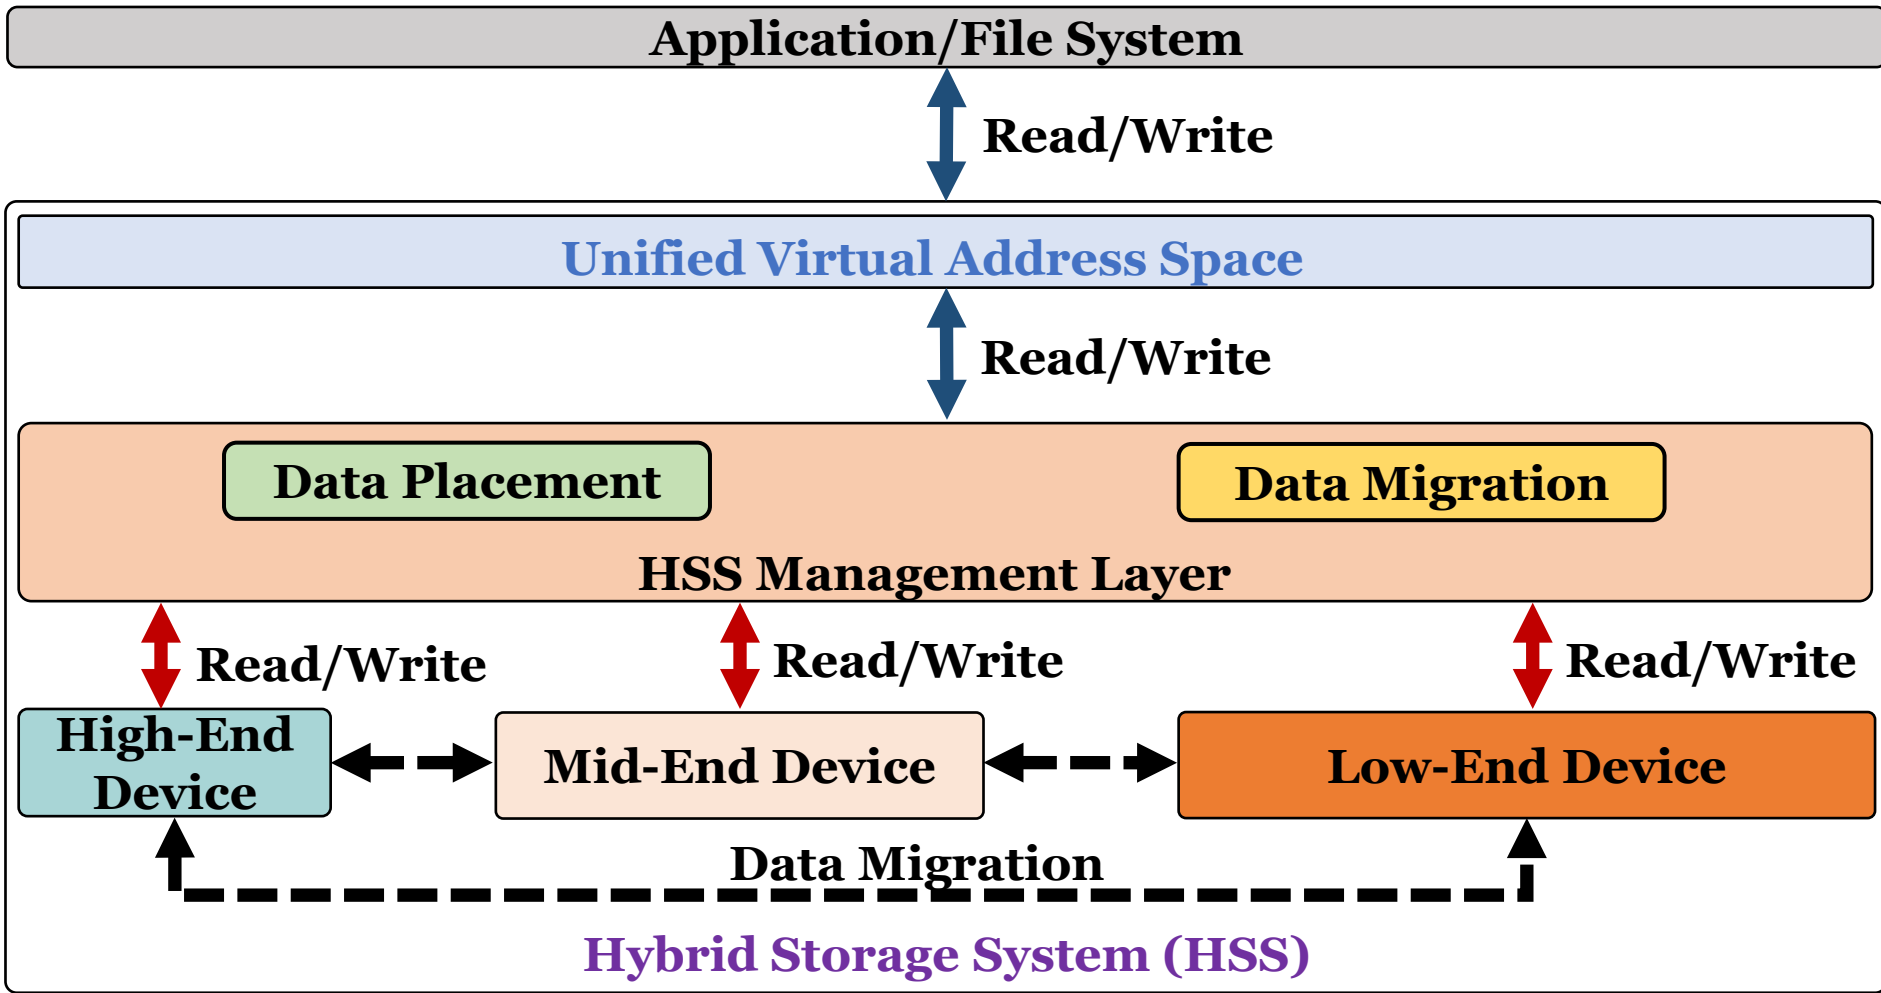 Application/File System
Read/Write
Unified Virtual Address Space
Read/Write
Data Placement
Data Migration
HSS Management Layer
Read/Write
Read/Write
Read/Write
High-End
Device
Mid-End Device
Low-End Device
Data Migration
Hybrid Storage System (HSS)